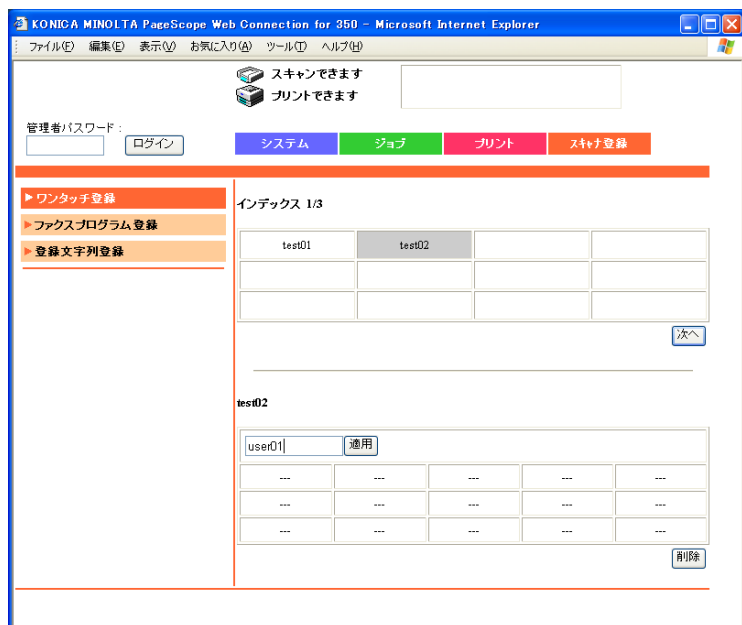 KONICA MINOLTA PageScope Web Connection for 350 - Microsoft Internet Explorer
ファイル(F) 編集(E) 表示(V) お気に入り(A) ツール(T) ヘルプ(H)
スキャンできます
プリントできます
管理者パスワード :
ログイン
システム ジョブ プリント スキャナ登録
ワンタッチ登録
ファクスプログラム登録
登録文字列登録
インデックス 1/3
test01 test02
次へ
test02
user01 適用
--- --- --- --- ---
--- --- --- --- ---
--- --- --- --- ---
削除